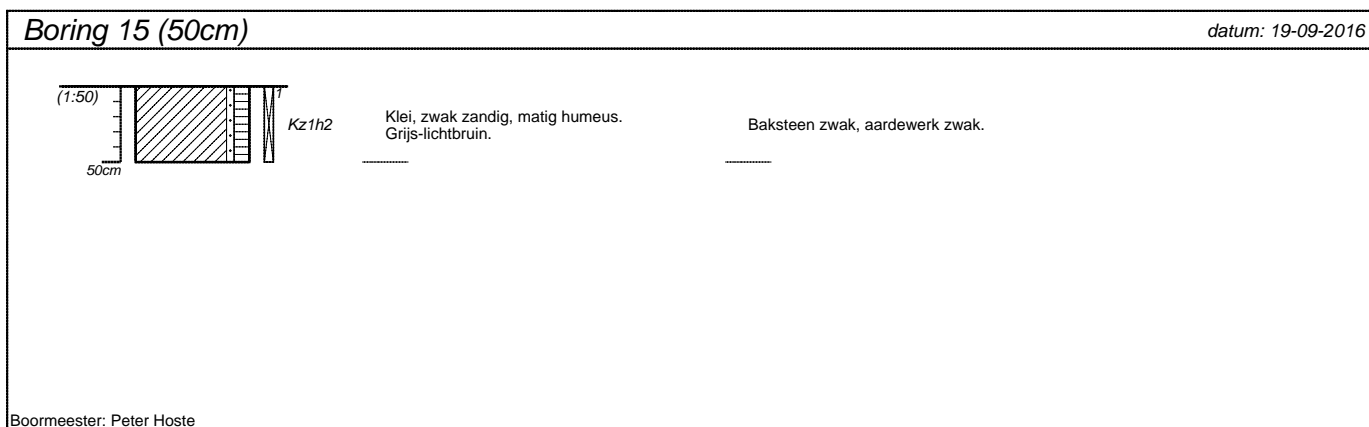 Boring 15 (50cm)
datum: 19-09-2016
(1:50)
1
Kz1h2
Klei, zwak zandig, matig humeus.
Grijs-lichtbruin.
Baksteen zwak, aardewerk zwak.
50cm
Boormeester: Peter Hoste